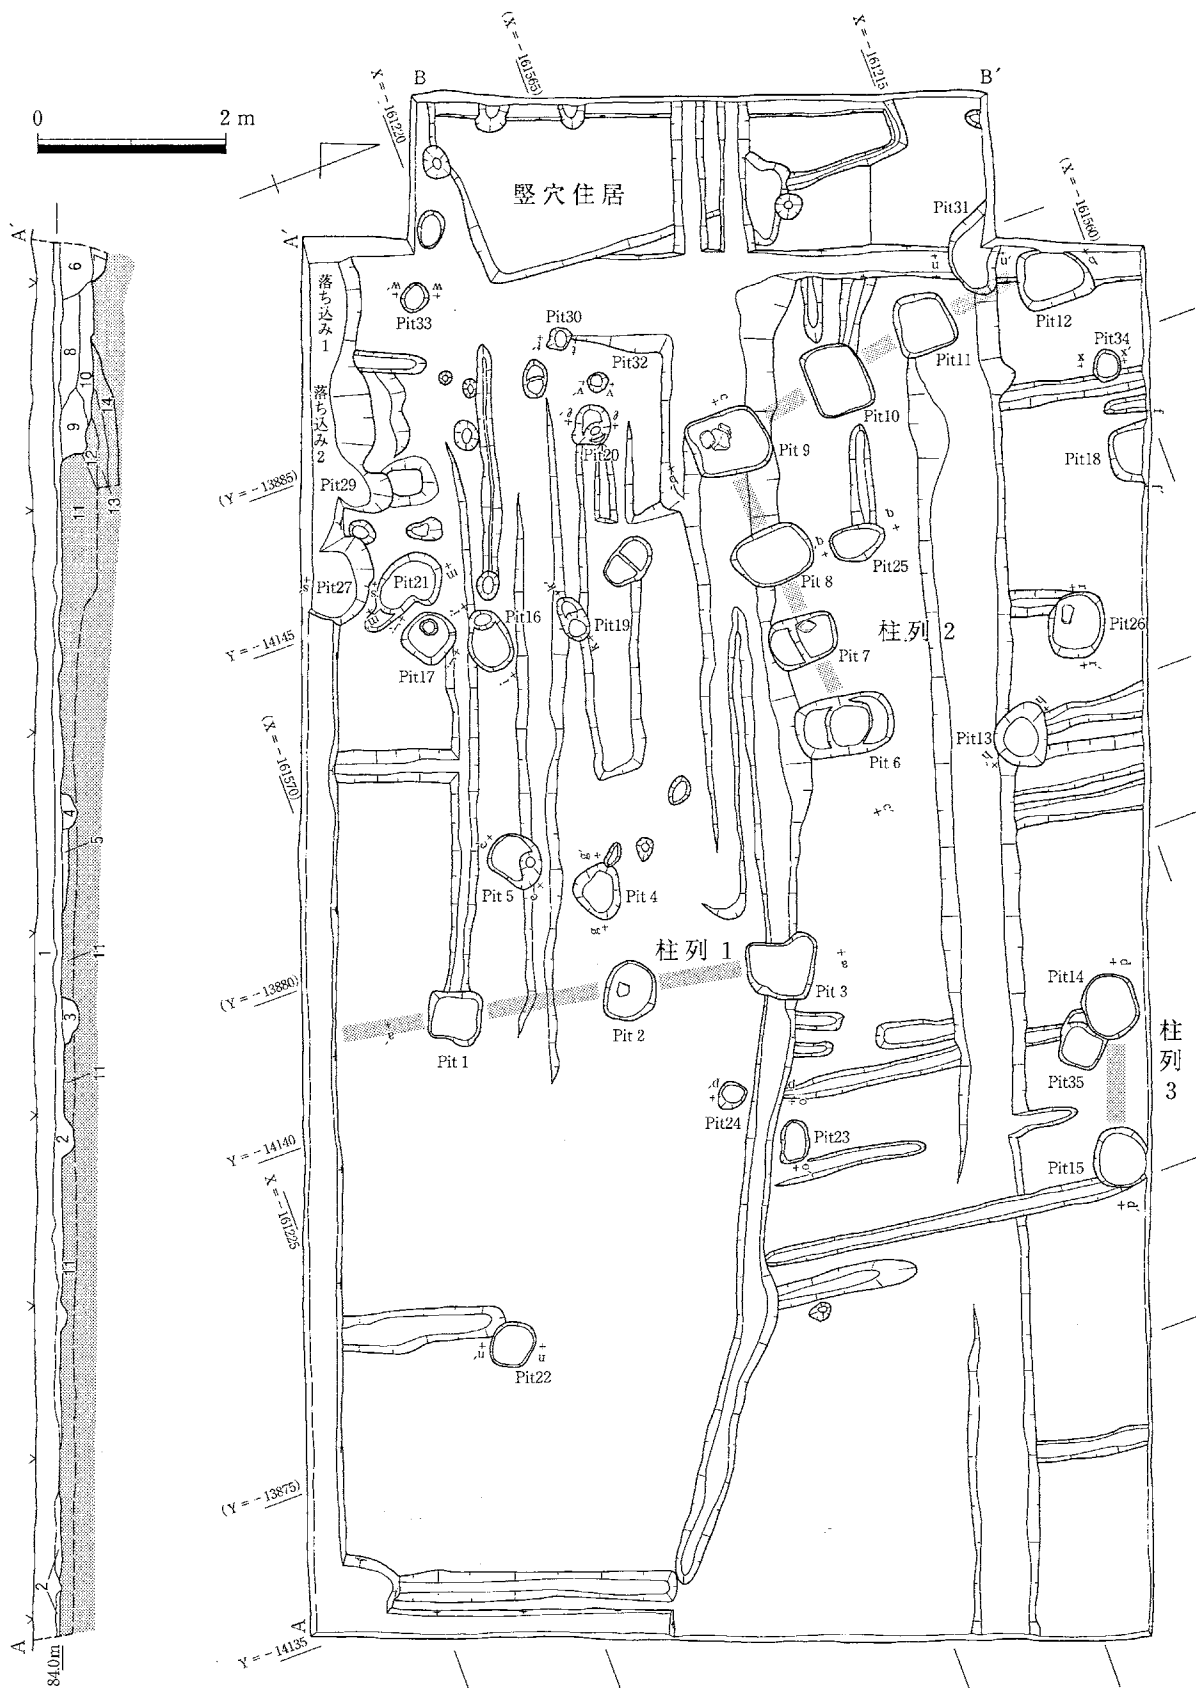 0 2 m
X = -161220
B
(X = -161565)
X = -161215
B´
(X = -161560)
竪穴住居
Pit31
A´
A´
落ち込み1
Pit33
Pit30
Pit32
Pit12
Pit34
Pit11
Pit10
落ち込み2
Pit20
Pit 9
Pit18
(Y = -13885)
Pit29
Pit25
Pit 8
Pit27
Pit21
Pit16
Pit19
柱列 2
Pit26
Y = -14145
Pit17
Pit 7
Pit13
Pit 6
(X = -161570)
Pit 5
Pit 4
柱列 1
Pit14
(Y = -13880)
Pit 3
Pit 1
Pit 2
柱列3
Pit35
Pit24
Pit23
Y = -14140
Pit15
X = -161225
Pit22
(Y = -13875)
A
A
Y = -14135
84.0m
6
7
8
10
14
9
12
13
11
4
5
1
11
3
11
2
11
2